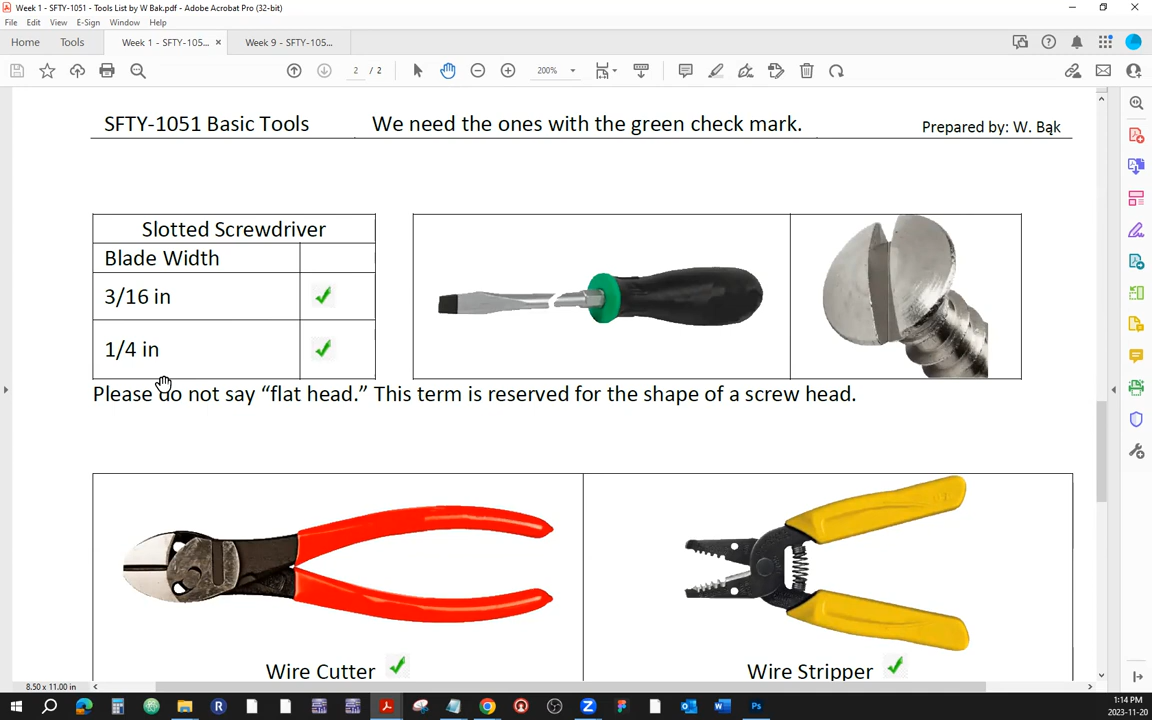 Week 1 - SFTY-1051 - Tools List by W Bak.pdf - Adobe Acrobat Pro (32-bit)
File Edit View E-Sign Window Help
Home Tools Week 1 - SFTY-105... × Week 9 - SFTY-105...
2 / 2 200%
SFTY-1051 Basic Tools We need the ones with the green check mark. Prepared by: W. Bąk
Slotted Screwdriver
Blade Width
3/16 in
1/4 in
Please do not say “flat head.” This term is reserved for the shape of a screw head.
Wire Cutter Wire Stripper
8.50 x 11.00 in
1:14 PM
2023-11-20